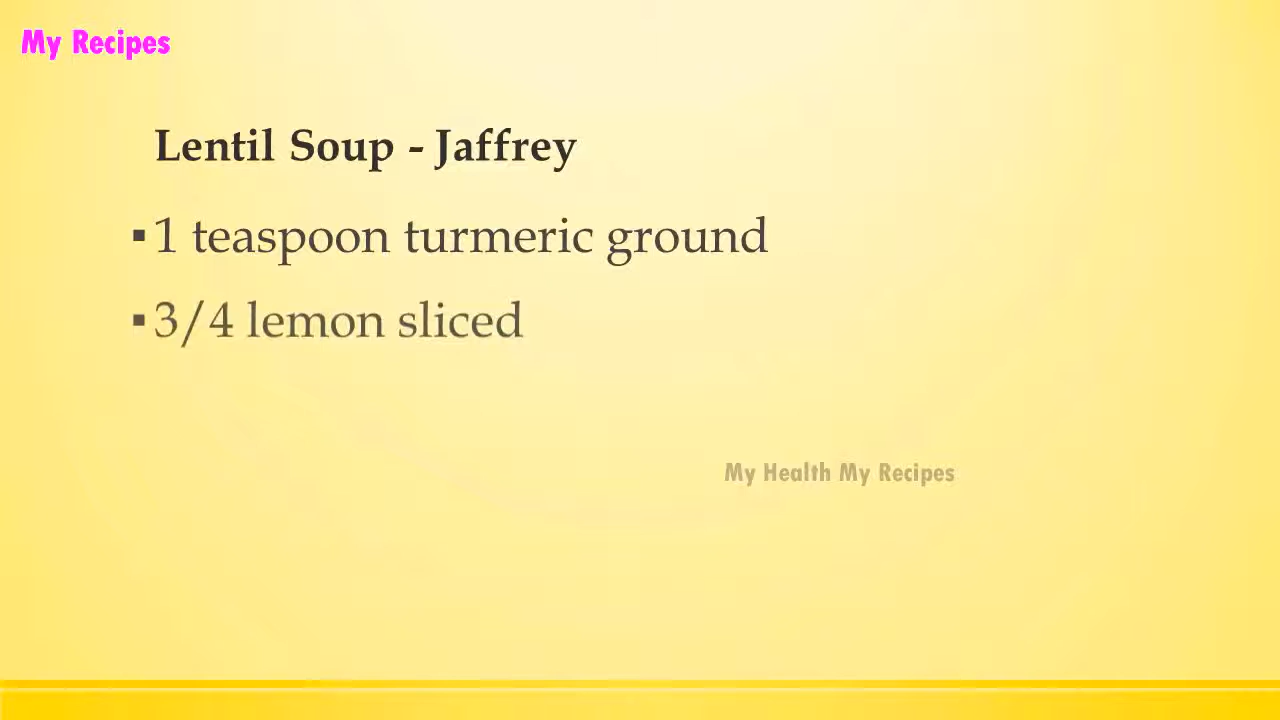 My Recipes
Lentil Soup - Jaffrey
▪1 teaspoon turmeric ground
▪3/4 lemon sliced
My Health My Recipes